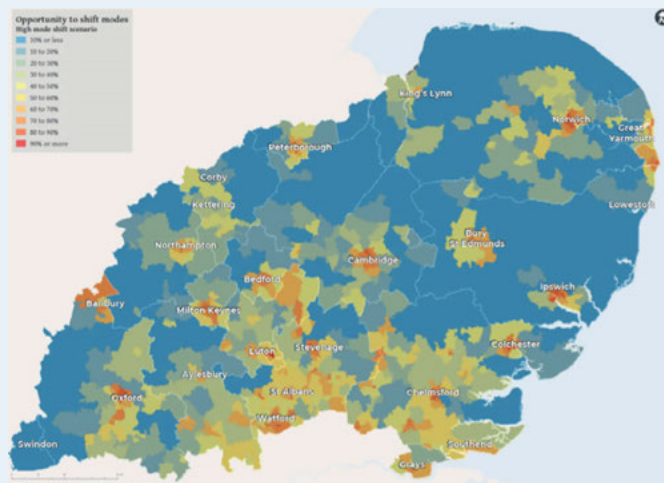 Opportunity to shift modes
High mode shift scenario
10% or less
10 to 20%
20 to 30%
30 to 40%
40 to 50%
50 to 60%
60 to 70%
70 to 80%
80 to 90%
90% or more
King's Lynn
Norwich
Great
Yarmouth
Peterborough
Lowestoft
Corby
Kettering
Bury
St Edmunds
Northampton
Cambridge
Bedford
Ipswich
Banbury
Milton Keynes
Colchester
Luton
Stevenage
Aylesbury
St Albans
Chelmsford
Oxford
Watford
Swindon
Southend
Grays